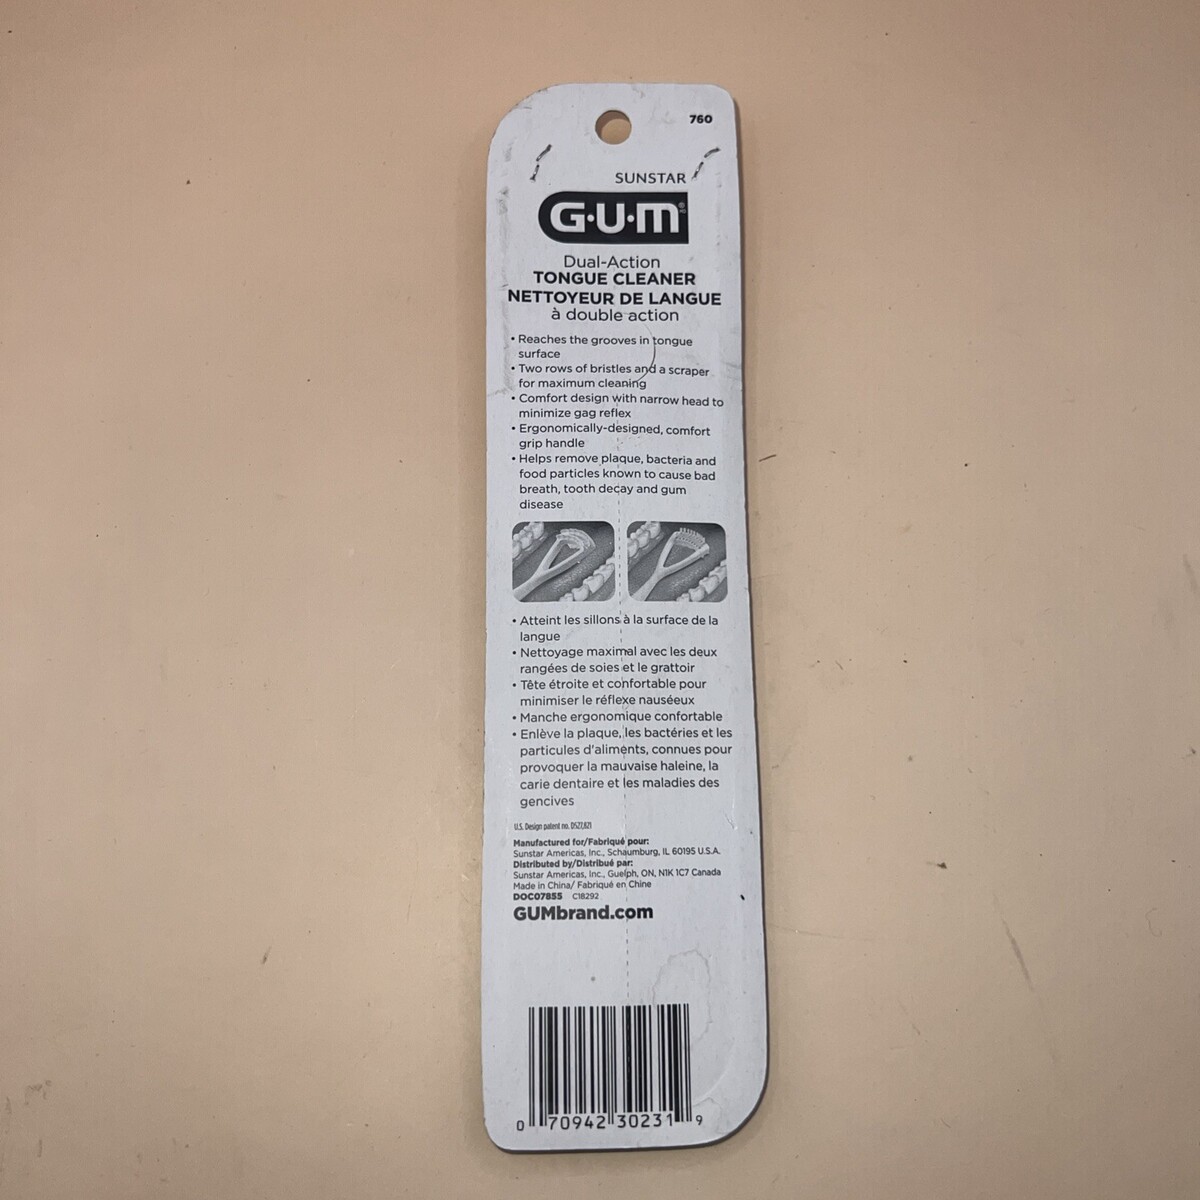 760
SUNSTAR
G·U·M®
Dual-Action
TONGUE CLEANER
NETTOYEUR DE LANGUE
à double action
• Reaches the grooves in tongue
surface
• Two rows of bristles and a scraper
for maximum cleaning
• Comfort design with narrow head to
minimize gag reflex
• Ergonomically-designed, comfort
grip handle
• Helps remove plaque, bacteria and
food particles known to cause bad
breath, tooth decay and gum
disease
• Atteint les sillons à la surface de la
langue
• Nettoyage maximal avec les deux
rangées de soies et le grattoir
• Tête étroite et confortable pour
minimiser le réflexe nauséeux
• Manche ergonomique confortable
• Enlève la plaque, les bactéries et les
particules d'aliments, connues pour
provoquer la mauvaise haleine, la
carie dentaire et les maladies des
gencives
U.S. Design patent no. D527,821
Manufactured for/Fabriqué pour:
Sunstar Americas, Inc., Schaumburg, IL 60195 U.S.A.
Distributed by/Distribué par:
Sunstar Americas, Inc., Guelph, ON, N1K 1C7 Canada
Made in China/ Fabriqué en Chine
DOC07855 C18292
GUMbrand.com
0 70942 30231 9